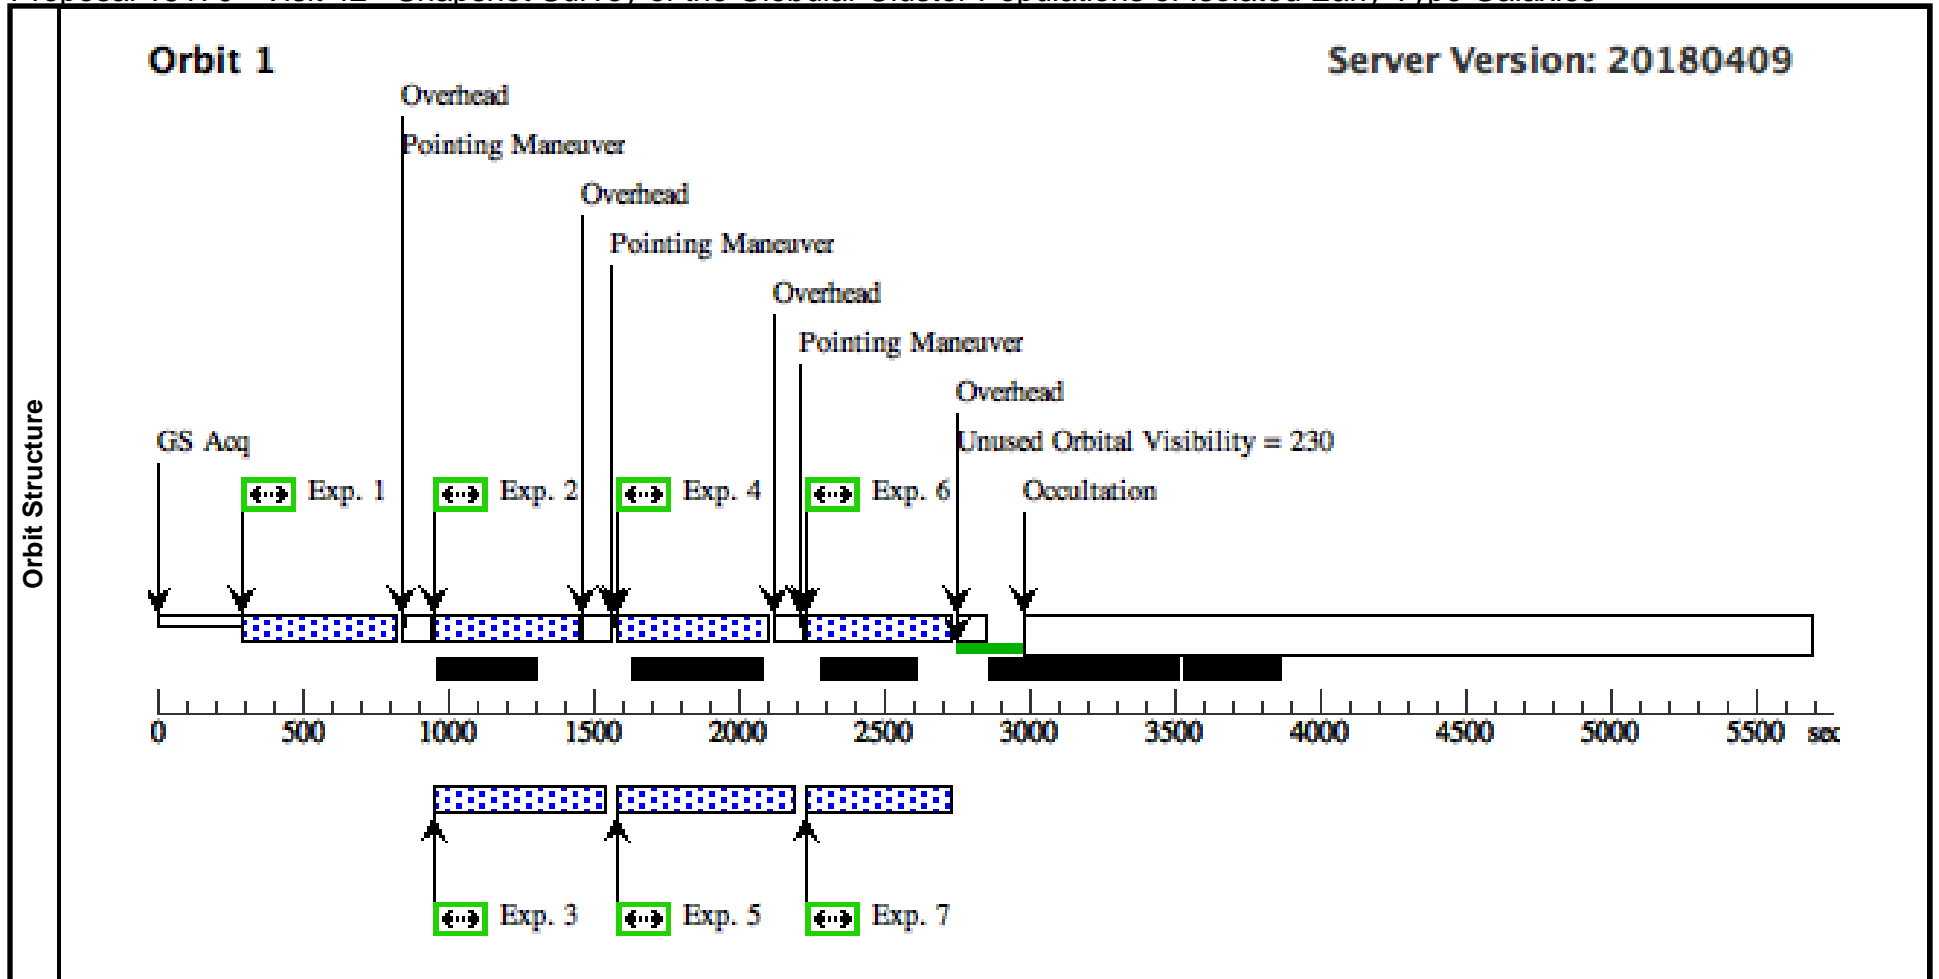 Orbit 1
Server Version: 20180409
Overhead
Pointing Maneuver
Overhead
Pointing Maneuver
Overhead
Pointing Maneuver
Overhead
GS Acq
Unused Orbital Visibility = 230
Exp. 1
Exp. 2
Exp. 4
Exp. 6
Occultation
Orbit Structure
0 500 1000 1500 2000 2500 3000 3500 4000 4500 5000 5500 sec
Exp. 3
Exp. 5
Exp. 7